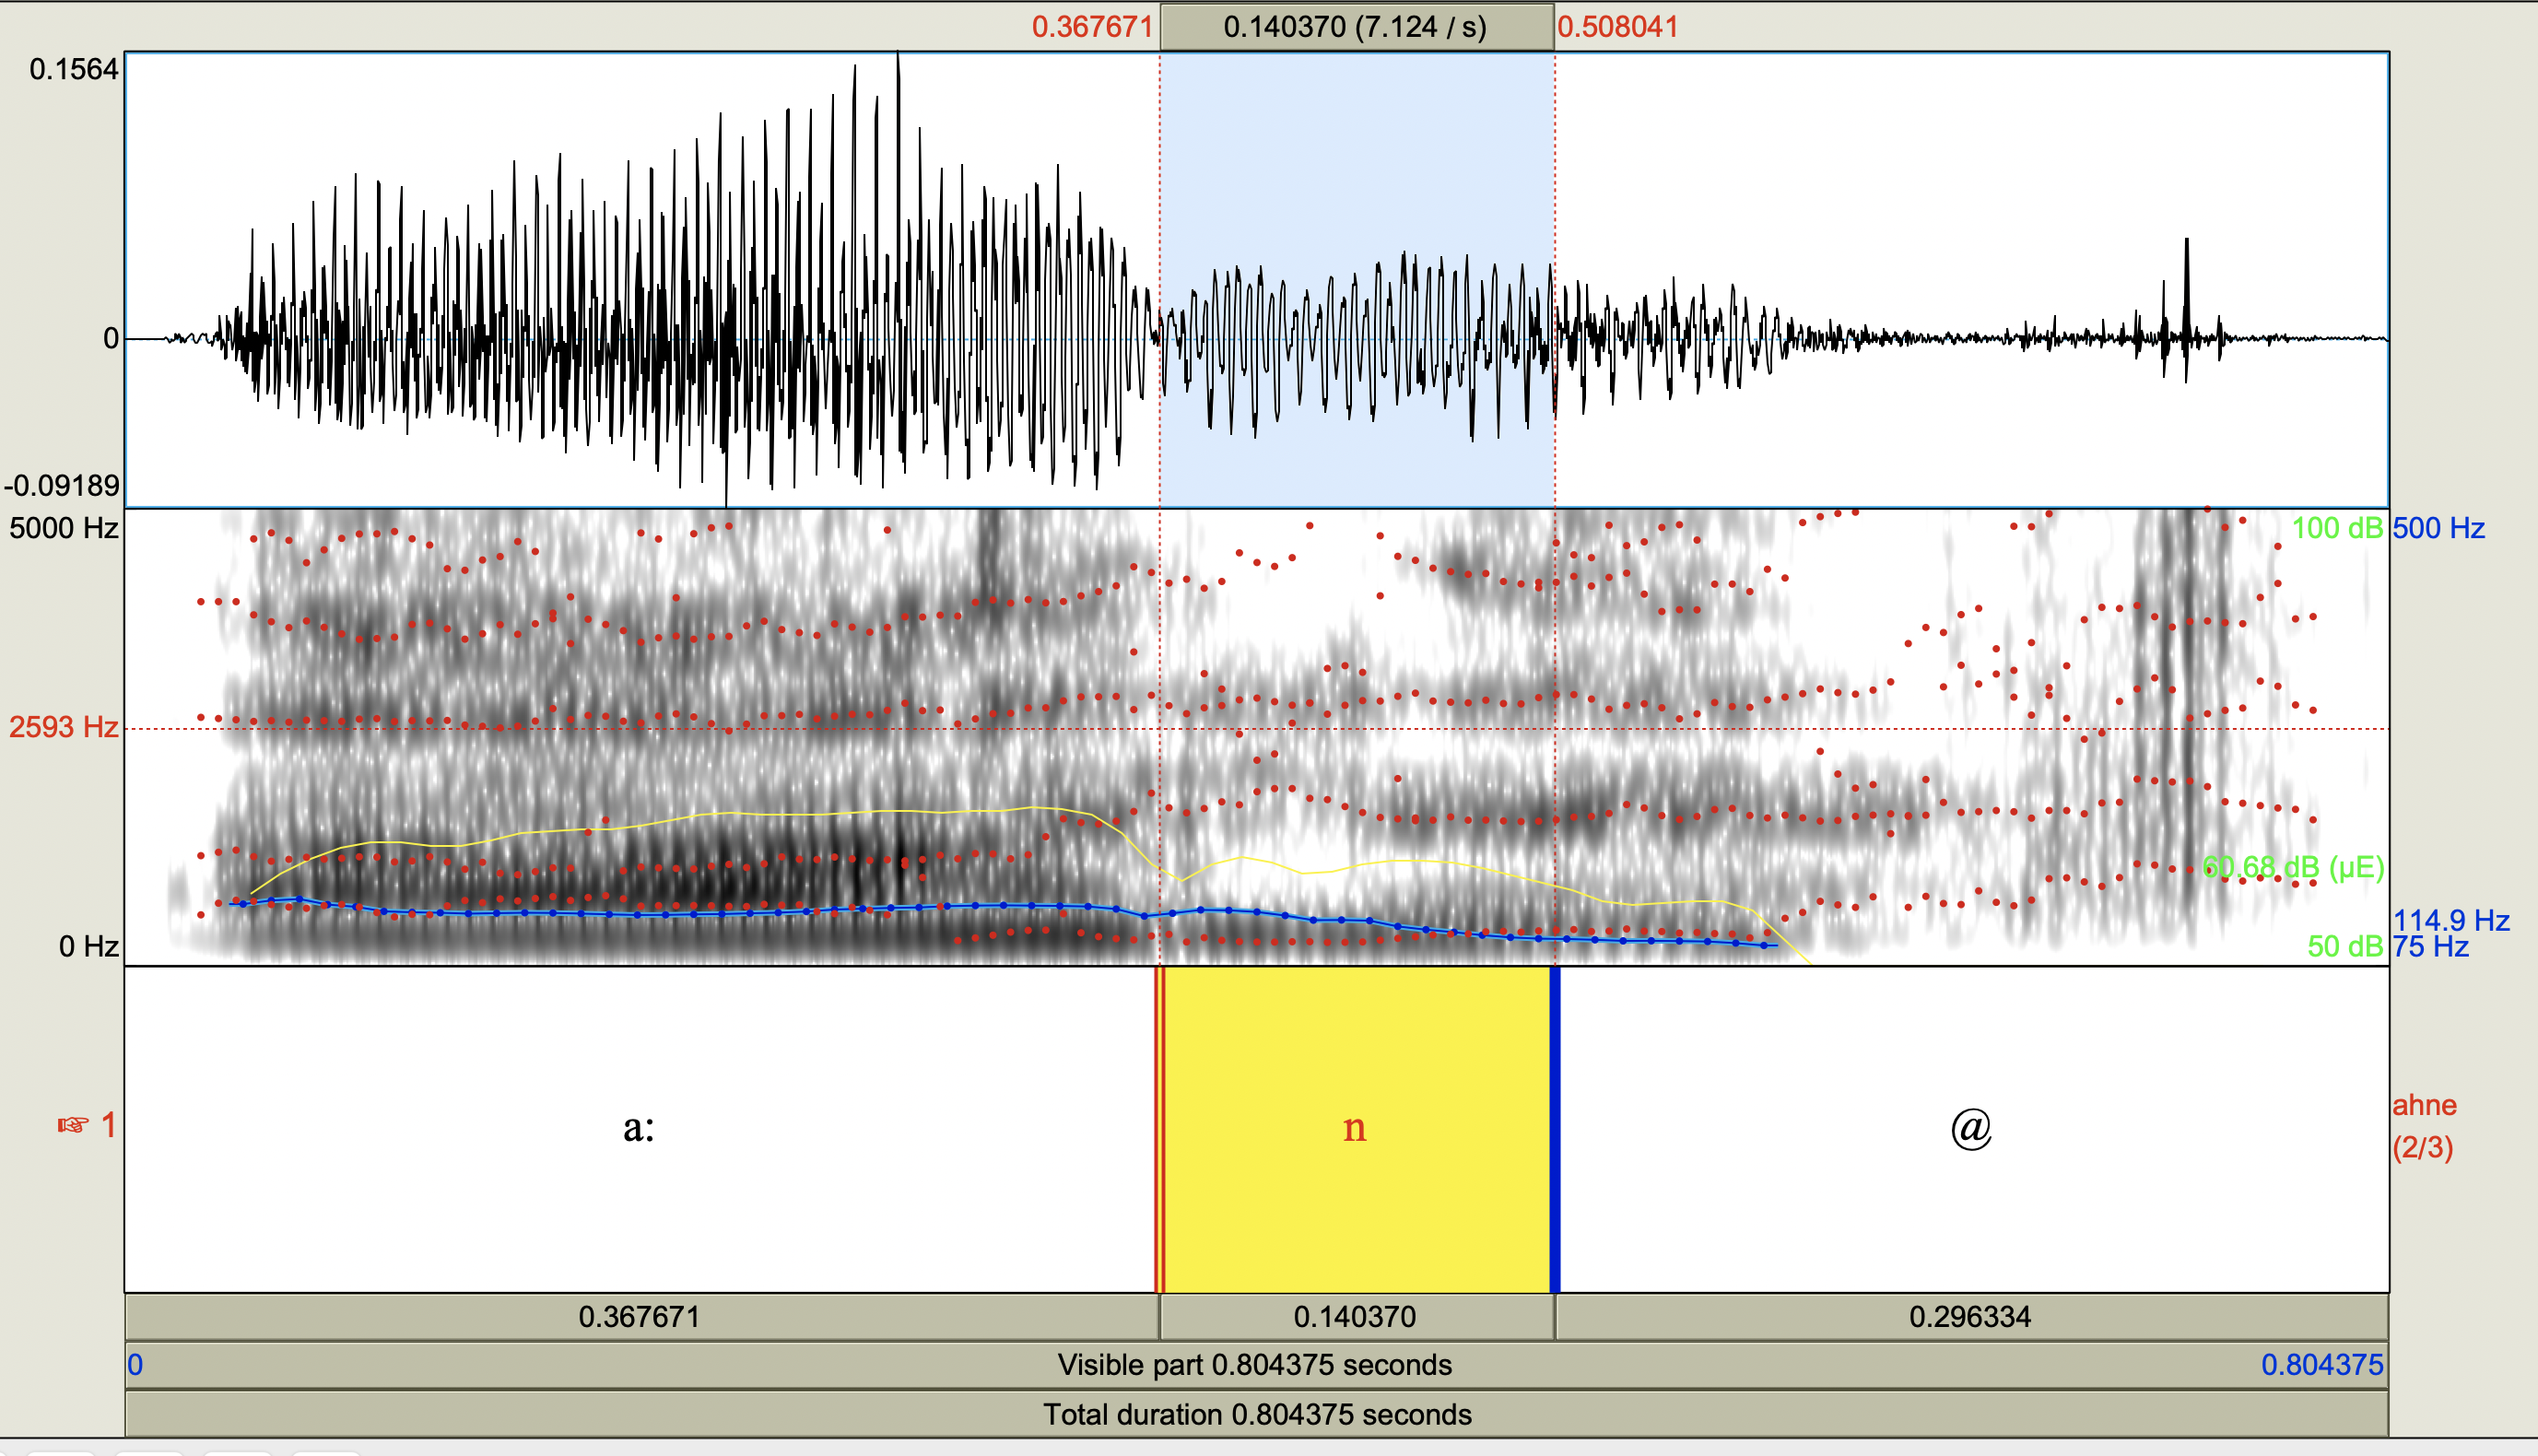 0.367671 0.140370 (7.124 / s) 0.508041
0.1564
0
-0.09189
5000 Hz 100 dB 500 Hz
2593 Hz
60.68 dB (µE)
114.9 Hz
0 Hz 50 dB 75 Hz
☞ 1 a: n @ ahne
(2/3)
0.367671 0.140370 0.296334
0 Visible part 0.804375 seconds 0.804375
Total duration 0.804375 seconds